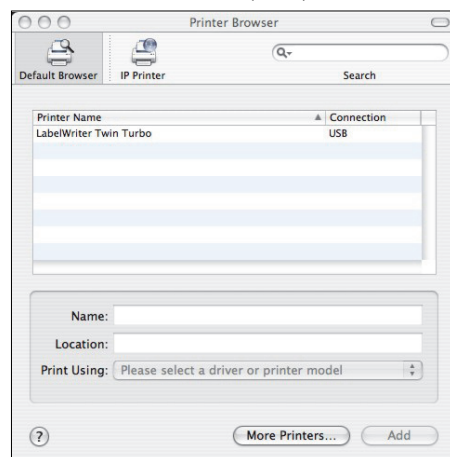 Printer Browser
Default Browser
IP Printer
Search
Printer Name
Connection
LabelWriter Twin Turbo
USB
Name:
Location:
Print Using:
Please select a driver or printer model
?
More Printers...
Add